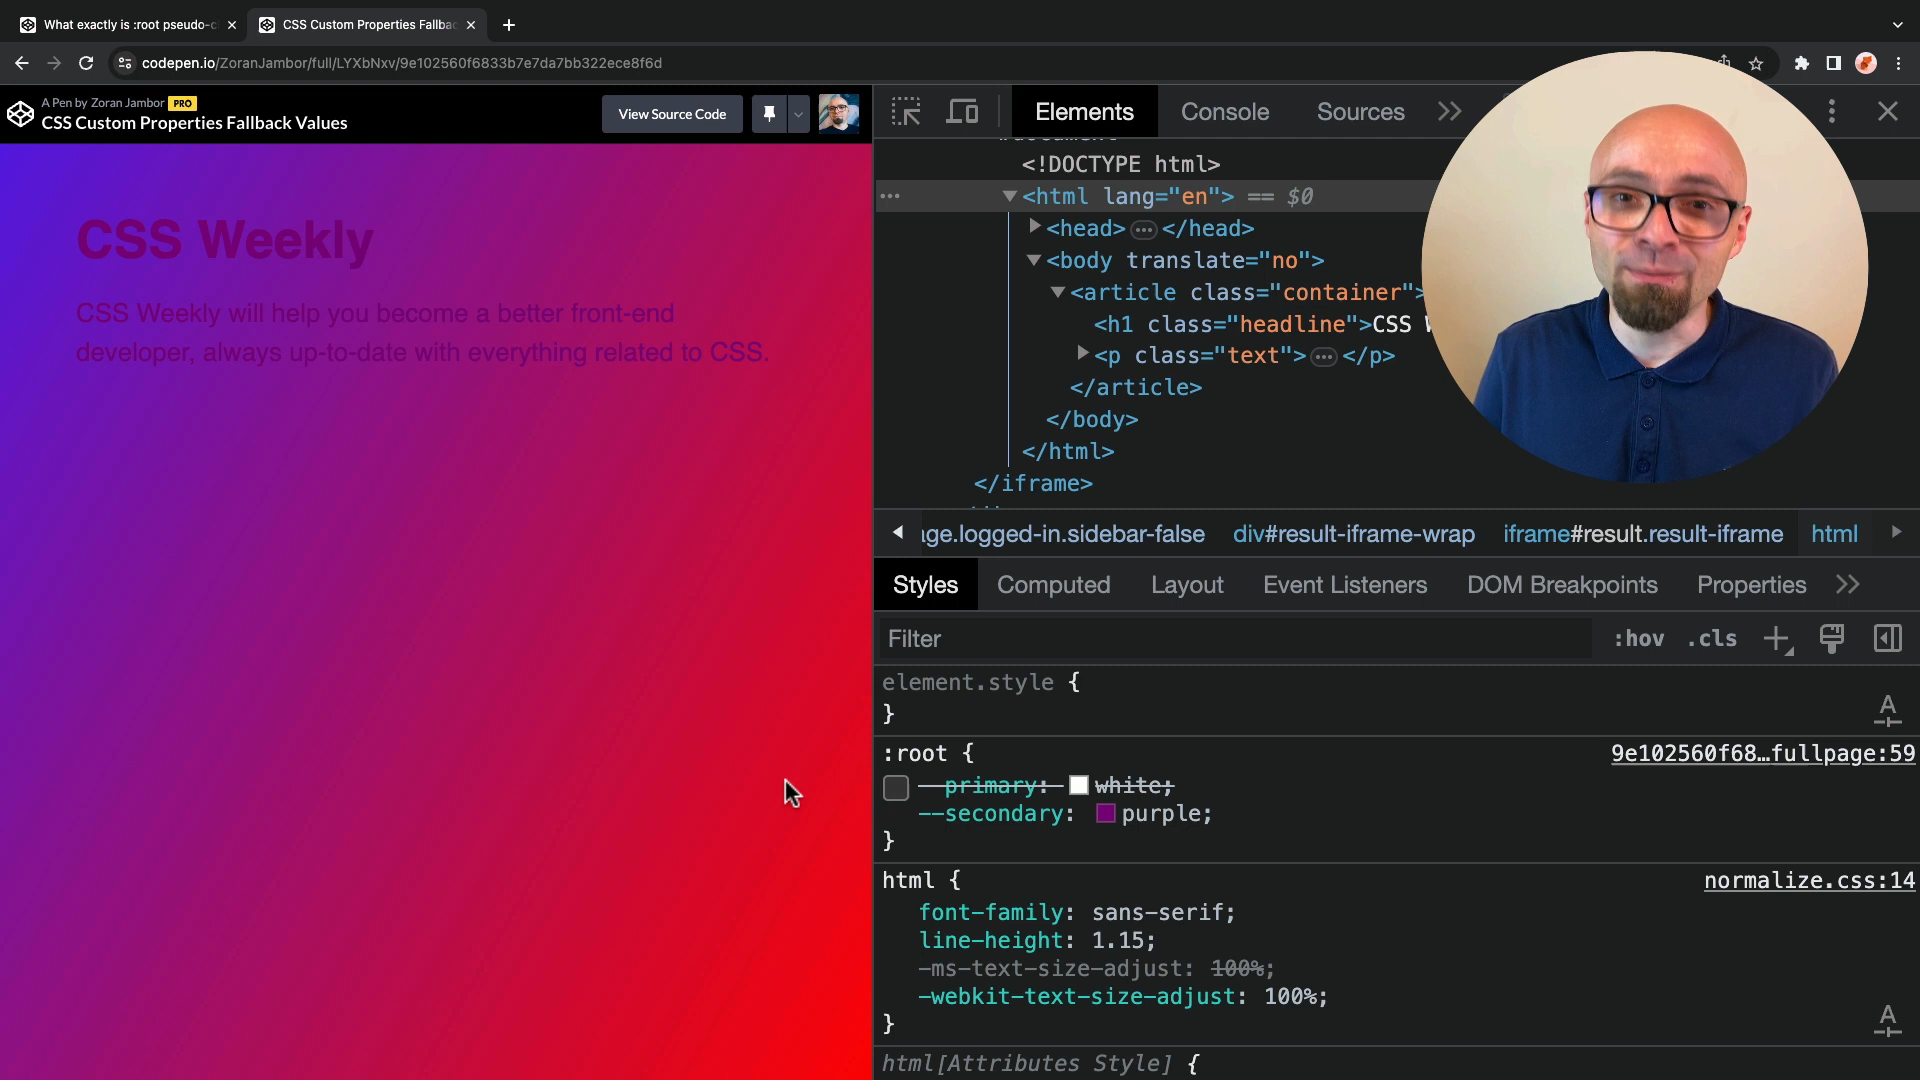 What exactly is :root pseudo-c
CSS Custom Properties Fallbac
codepen.io/ZoranJambor/full/LYXbNxv/9e102560f6833b7e7da7bb322ece8f6d
A Pen by Zoran Jambor PRO
CSS Custom Properties Fallback Values
View Source Code
CSS Weekly
CSS Weekly will help you become a better front-end
developer, always up-to-date with everything related to CSS.
Elements Console Sources
<!DOCTYPE html>
<html lang="en"> == $0
<head> … </head>
<body translate="no">
<article class="container">
<h1 class="headline">CSS
<p class="text"> … </p>
</article>
</body>
</html>
</iframe>
age.logged-in.sidebar-false div#result-iframe-wrap iframe#result.result-iframe html
Styles Computed Layout Event Listeners DOM Breakpoints Properties
Filter :hov .cls
element.style {
}
:root { 9e102560f68…fullpage:59
--primary: white;
--secondary: purple;
}
html { normalize.css:14
font-family: sans-serif;
line-height: 1.15;
-ms-text-size-adjust: 100%;
-webkit-text-size-adjust: 100%;
}
html[Attributes Style] {